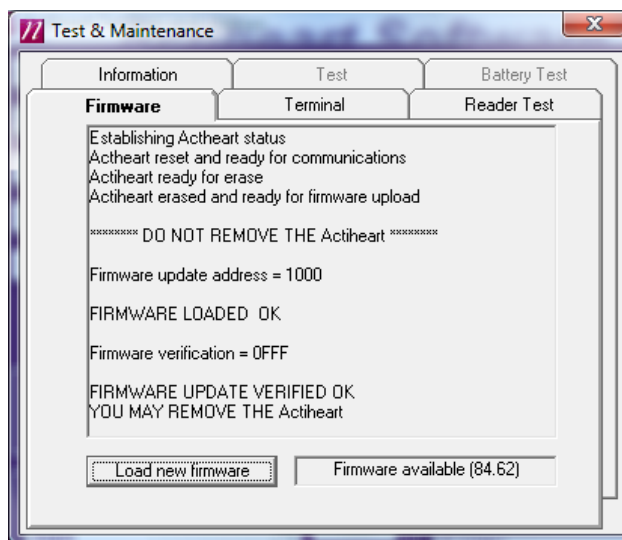 Test & Maintenance
Information
Test
Battery Test
Firmware
Terminal
Reader Test
Establishing Actheart status
Actheart reset and ready for communications
Actiheart ready for erase
Actiheart erased and ready for firmware upload
******** DO NOT REMOVE THE Actiheart ********
Firmware update address = 1000
FIRMWARE LOADED OK
Firmware verification = 0FFF
FIRMWARE UPDATE VERIFIED OK
YOU MAY REMOVE THE Actiheart
Load new firmware
Firmware available (84.62)